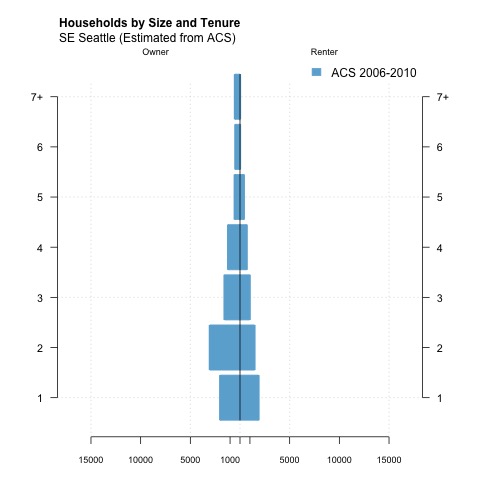 Households by Size and Tenure
SE Seattle (Estimated from ACS)
Owner Renter
ACS 2006-2010
7+ 7+
6 6
5 5
4 4
3 3
2 2
1 1
15000 10000 5000 1000 5000 10000 15000